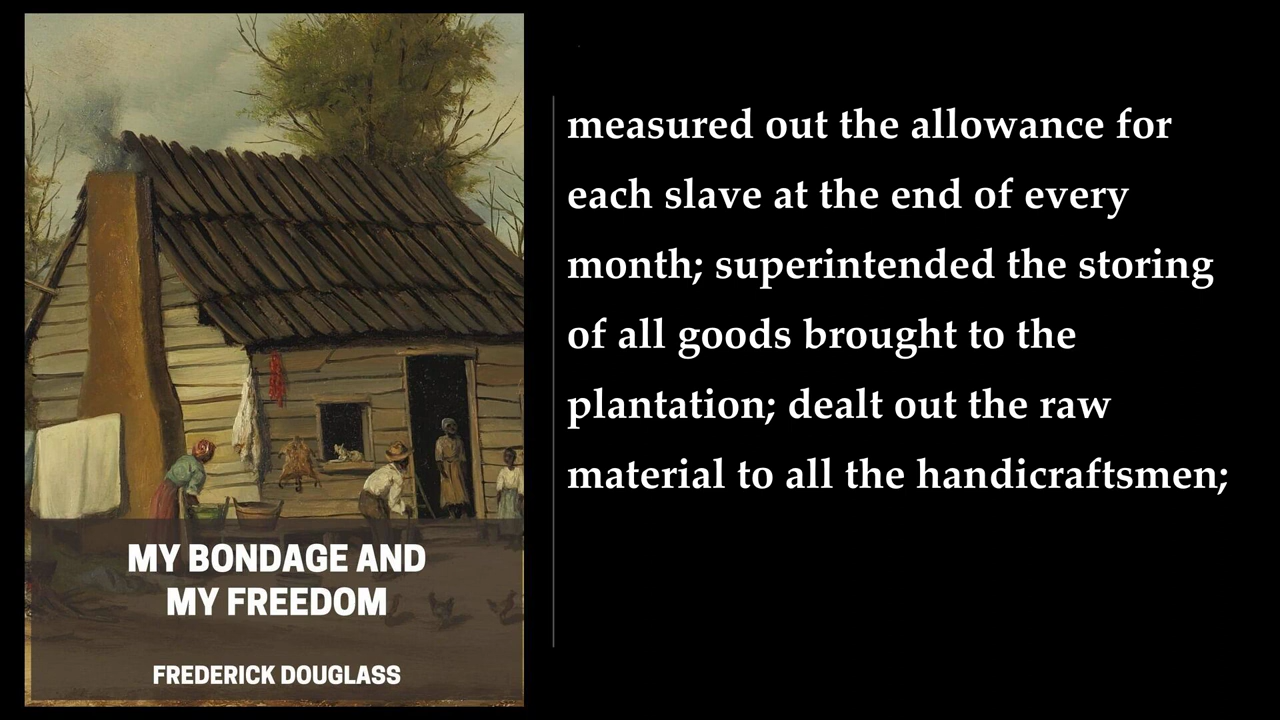 MY BONDAGE AND
MY FREEDOM
FREDERICK DOUGLASS
measured out the allowance for
each slave at the end of every
month; superintended the storing
of all goods brought to the
plantation; dealt out the raw
material to all the handicraftsmen;